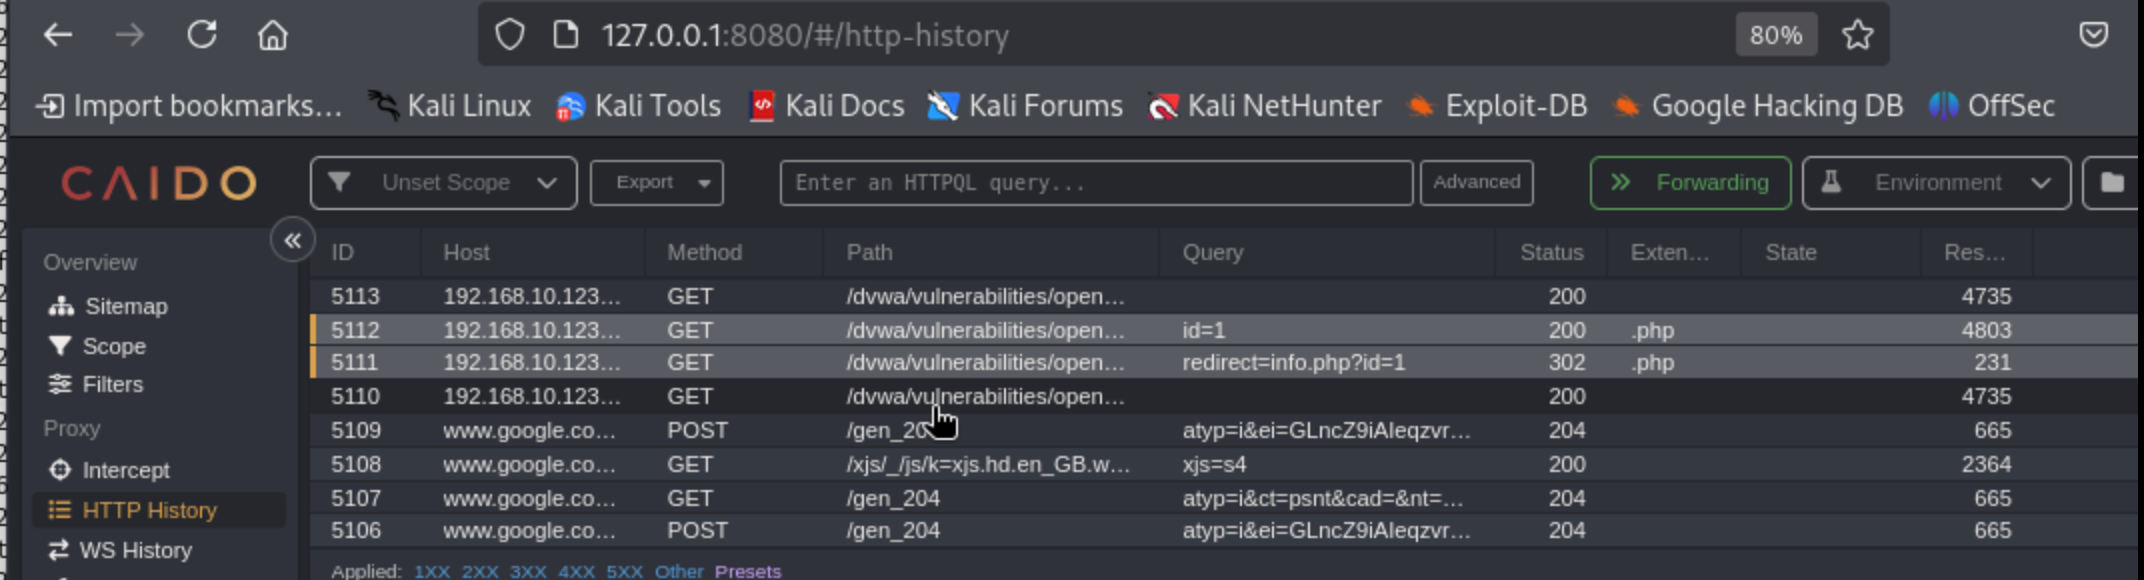 127.0.0.1:8080/#/http-history 80%
Import bookmarks... Kali Linux Kali Tools Kali Docs Kali Forums Kali NetHunter Exploit-DB Google Hacking DB OffSec
CAIDO Unset Scope Export Enter an HTTPQL query... Advanced Forwarding Environment
Overview
Sitemap
Scope
Filters
Proxy
Intercept
HTTP History
WS History
ID Host Method Path Query Status Exten... State Res...
5113 192.168.10.123... GET /dvwa/vulnerabilities/open... 200 4735
5112 192.168.10.123... GET /dvwa/vulnerabilities/open... id=1 200 .php 4803
5111 192.168.10.123... GET /dvwa/vulnerabilities/open... redirect=info.php?id=1 302 .php 231
5110 192.168.10.123... GET /dvwa/vulnerabilities/open... 200 4735
5109 www.google.co... POST /gen_20 atyp=i&ei=GLncZ9iAIeqzvr... 204 665
5108 www.google.co... GET /xjs/_/js/k=xjs.hd.en_GB.w... xjs=s4 200 2364
5107 www.google.co... GET /gen_204 atyp=i&ct=psnt&cad=&nt=... 204 665
5106 www.google.co... POST /gen_204 atyp=i&ei=GLncZ9iAIeqzvr... 204 665
Applied: 1XX 2XX 3XX 4XX 5XX Other Presets